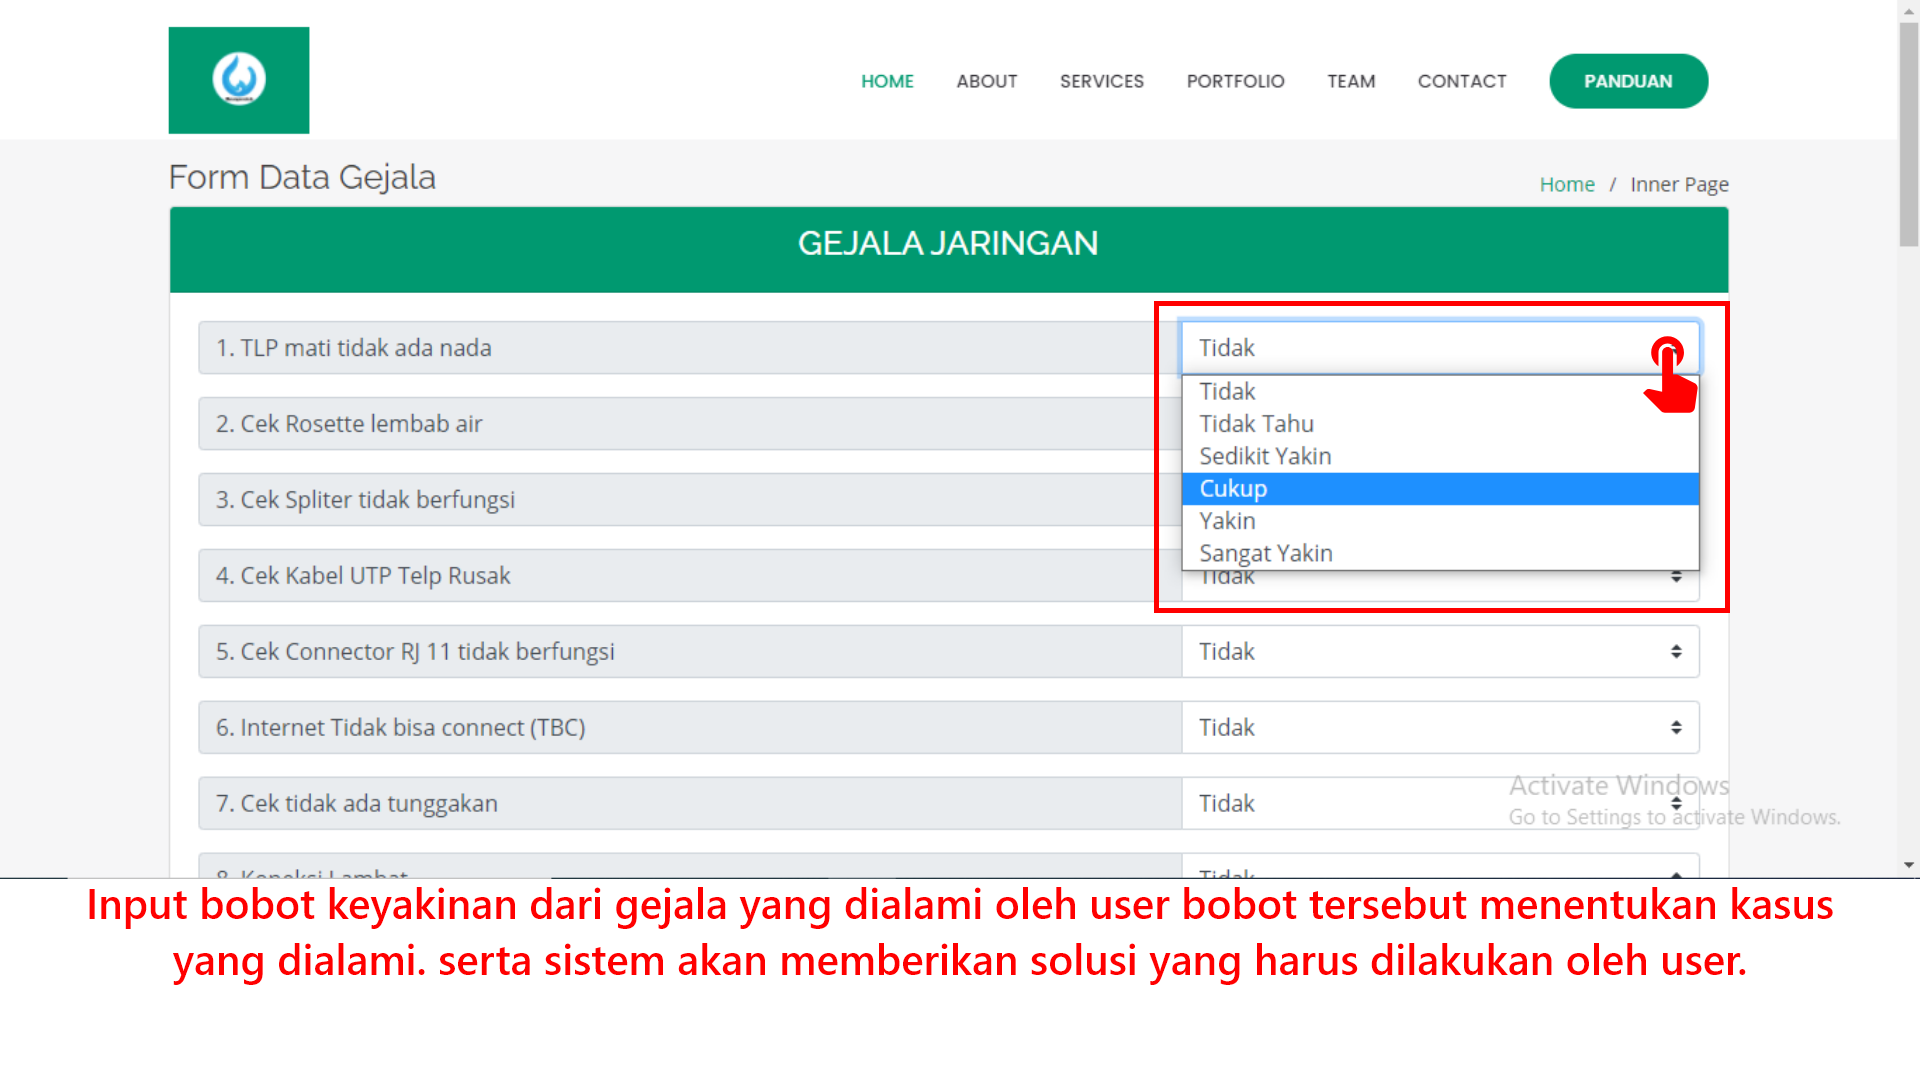 HOME ABOUT SERVICES PORTFOLIO TEAM CONTACT PANDUAN
Form Data Gejala
Home / Inner Page
GEJALA JARINGAN
1. TLP mati tidak ada nada Tidak
Tidak
2. Cek Rosette lembab air Tidak Tahu
Sedikit Yakin
3. Cek Spliter tidak berfungsi Cukup
Yakin
Sangat Yakin
4. Cek Kabel UTP Telp Rusak Tidak
5. Cek Connector RJ 11 tidak berfungsi Tidak
6. Internet Tidak bisa connect (TBC) Tidak
7. Cek tidak ada tunggakan Tidak
Activate Windows
Go to Settings to activate Windows.
8. Koneksi Lambat Tidak
Input bobot keyakinan dari gejala yang dialami oleh user bobot tersebut menentukan kasus
yang dialami. serta sistem akan memberikan solusi yang harus dilakukan oleh user.